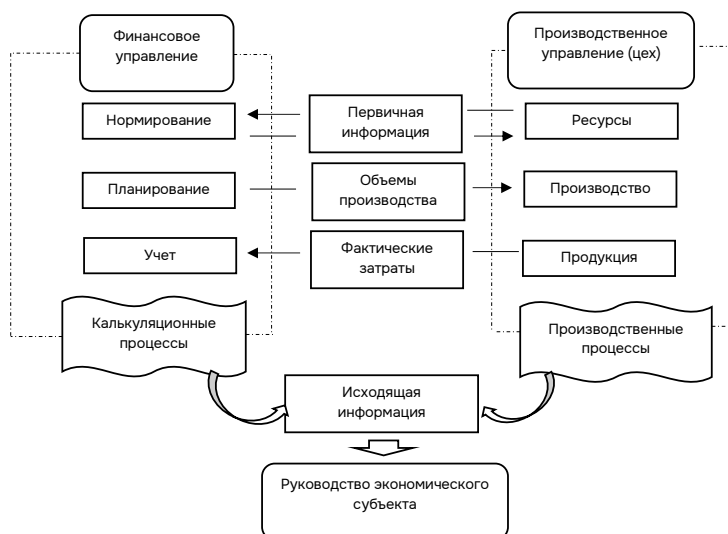 Финансовое
управление
Производственное
управление (цех)
Нормирование
Первичная
информация
Ресурсы
Планирование
Объемы
производства
Производство
Учет
Фактические
затраты
Продукция
Калькуляционные
процессы
Производственные
процессы
Исходящая
информация
Руководство экономического
субъекта